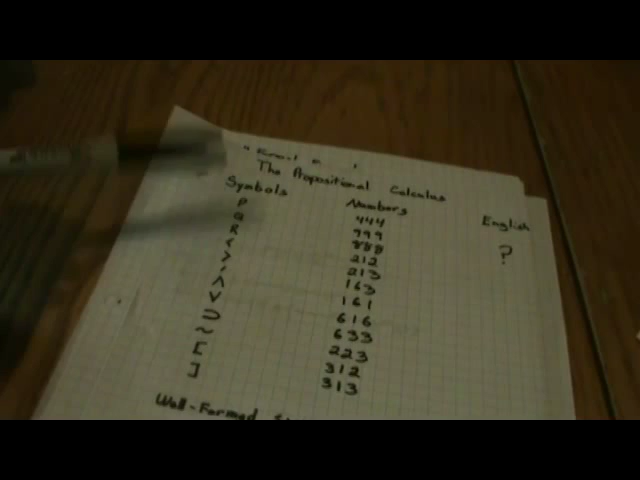 The Propositional Calculus
Symbols Numbers English
P 444 ?
Q 999
R 888
< 212
> 213
′ 163
∧ 161
∨ 616
⊃ 633
~ 223
[ 312
] 313
Well-Formed